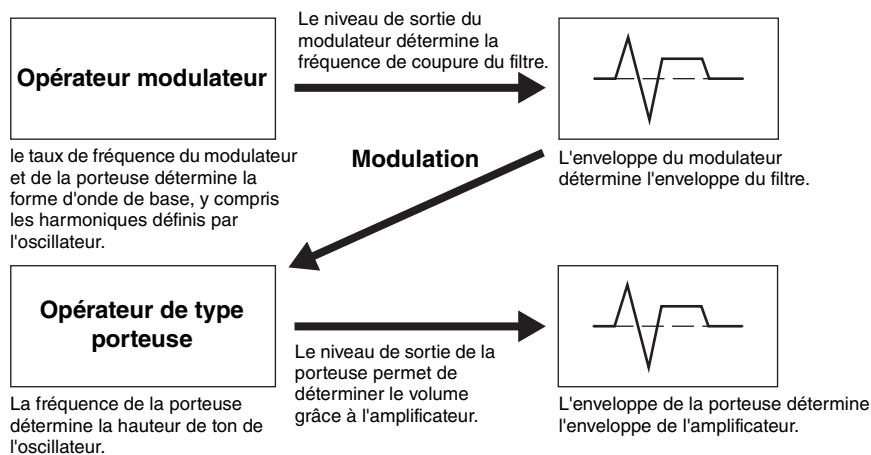 Opérateur modulateur
Le niveau de sortie du
modulateur détermine la
fréquence de coupure du filtre.
le taux de fréquence du modulateur
et de la porteuse détermine la
forme d'onde de base, y compris
les harmoniques définis par
l'oscillateur.
Modulation
L'enveloppe du modulateur
détermine l'enveloppe du filtre.
Opérateur de type
porteuse
La fréquence de la porteuse
détermine la hauteur de ton de
l'oscillateur.
Le niveau de sortie de la
porteuse permet de
déterminer le volume
grâce à l'amplificateur.
L'enveloppe de la porteuse détermine
l'enveloppe de l'amplificateur.